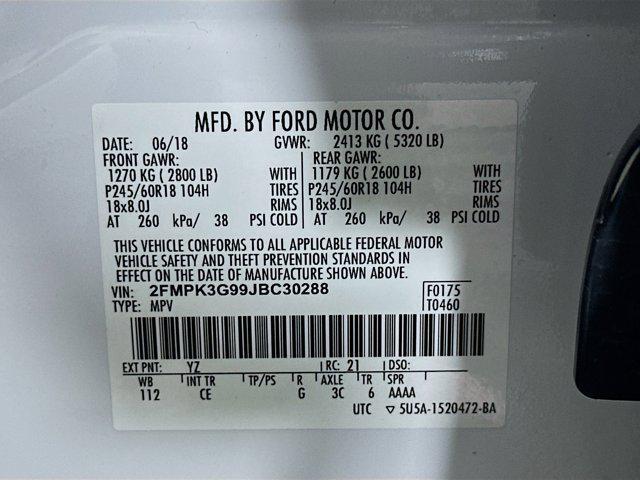 MFD. BY FORD MOTOR CO.
DATE: 06/18 GVWR: 2413 KG ( 5320 LB)
FRONT GAWR: REAR GAWR:
1270 KG ( 2800 LB) WITH 1179 KG ( 2600 LB) WITH
P245/60R18 104H TIRES P245/60R18 104H TIRES
18x8.0J RIMS 18x8.0J RIMS
AT 260 kPa/ 38 PSI COLD AT 260 kPa/ 38 PSI COLD
THIS VEHICLE CONFORMS TO ALL APPLICABLE FEDERAL MOTOR
VEHICLE SAFETY AND THEFT PREVENTION STANDARDS IN
EFFECT ON THE DATE OF MANUFACTURE SHOWN ABOVE.
VIN: 2FMPK3G99JBC30288 F0175
TYPE: MPV T0460
EXT PNT: YZ RC: 21 DSO:
WB INT TR TP/PS R AXLE TR SPR
112 CE G 3C 6 AAAA
UTC ▽ 5U5A-1520472-BA